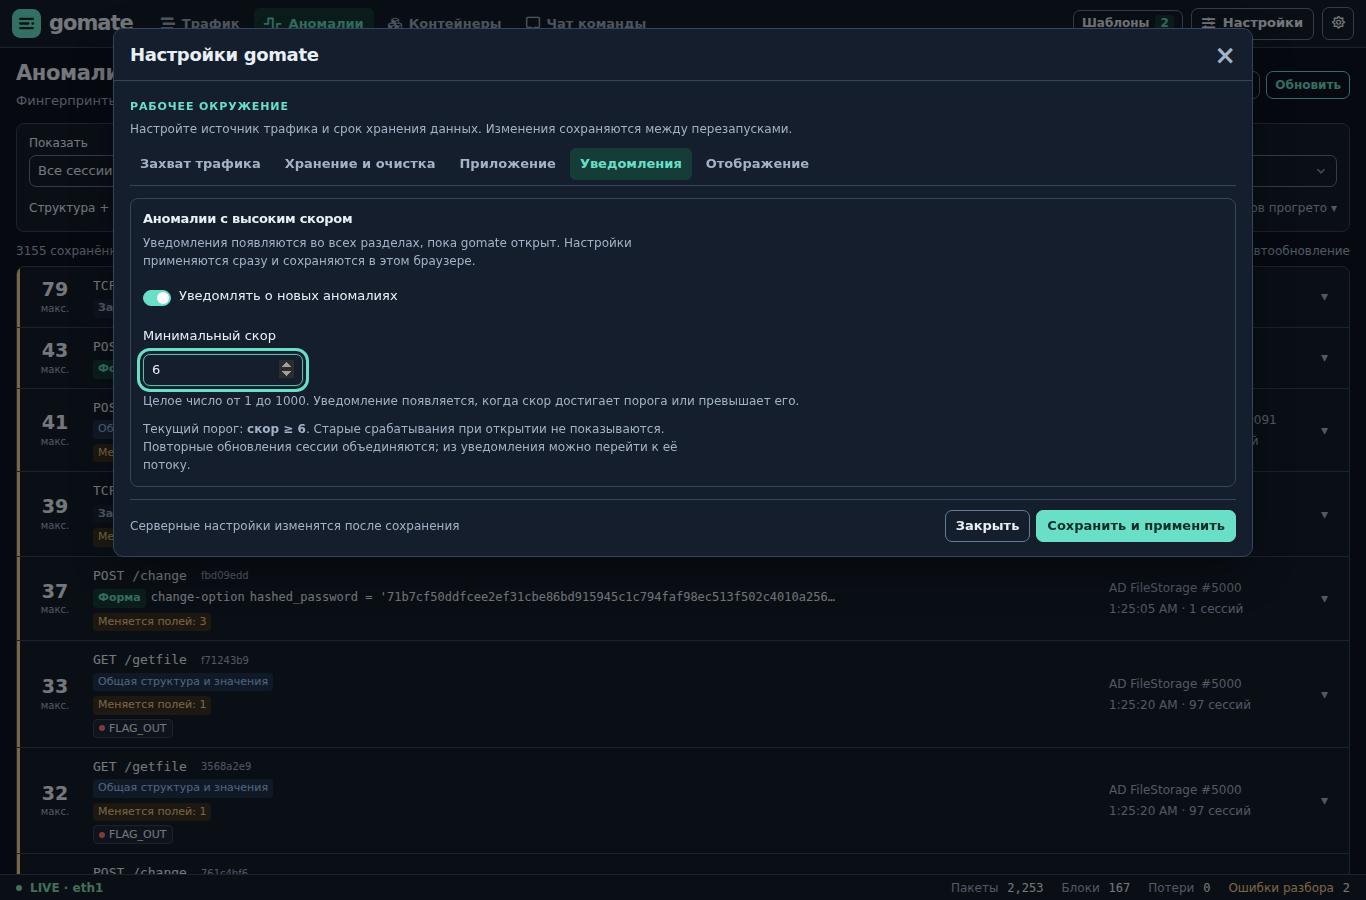 gomate Трафик Аномалии Контейнеры Чат команды Шаблоны 2 Настройки
Настройки gomate
Обновить
РАБОЧЕЕ ОКРУЖЕНИЕ
Настройте источник трафика и срок хранения данных. Изменения сохраняются между перезапусками.
Показать
Захват трафика Хранение и очистка Приложение Уведомления Отображение
Все сессии
Структура +
прогрето ▾
Аномалии с высоким скором
Уведомления появляются во всех разделах, пока gomate открыт. Настройки
применяются сразу и сохраняются в этом браузере.
3155
79
макс.
Уведомлять о новых аномалиях
Минимальный скор
43
макс.
6
Целое число от 1 до 1000. Уведомление появляется, когда скор достигает порога или превышает его.
41
макс.
Текущий порог: скор ≥ 6. Старые срабатывания при открытии не показываются.
Повторные обновления сессии объединяются; из уведомления можно перейти к её
потоку.
39
макс.
Серверные настройки изменятся после сохранения
Закрыть Сохранить и применить
37
макс.
POST /change fbd09edd
Форма change-option hashed_password = '71b7cf50ddfcee2ef31cbe86bd915945c1c794faf98ec513f502c4010a256…
Меняется полей: 3
AD FileStorage #5000
1:25:05 AM · 1 сессий
33
макс.
GET /getfile f71243b9
Общая структура и значения
Меняется полей: 1
FLAG_OUT
AD FileStorage #5000
1:25:20 AM · 97 сессий
32
макс.
GET /getfile 3568a2e9
Общая структура и значения
Меняется полей: 1
FLAG_OUT
AD FileStorage #5000
1:25:20 AM · 97 сессий
POST /change 761c4bf6
LIVE · eth1
Пакеты 2,253 Блоки 167 Потери 0 Ошибки разбора 2